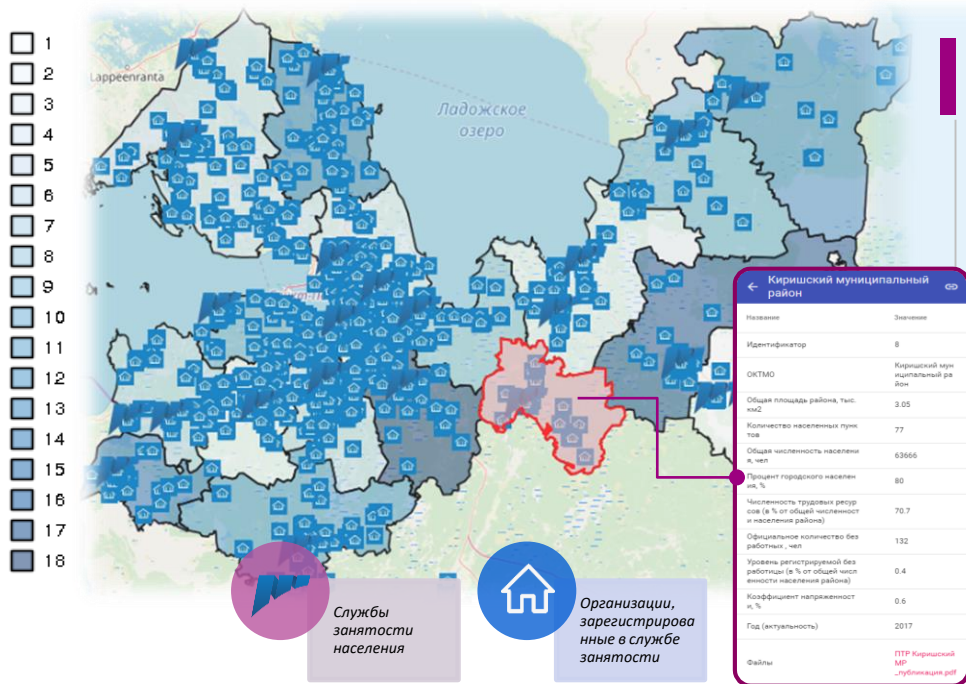 1
2
3
4
5
6
7
8
9
10
11
12
13
14
15
16
17
18
Lappeenranta
Ладожское
озеро
Службы
занятости
населения
Организации,
зарегистрирова
нные в службе
занятости
Киришский муниципальный
район
Название Значение
Идентификатор 8
ОКТМО Киришский мун
иципальный ра
йон
Общая площадь района, тыс.
км2 3.05
Количество населенных пунк
тов 77
Общая численность населени
я, чел 63666
Процент городского населен
ия, % 80
Численность трудовых ресур
сов (в % от общей численност
и населения района) 70.7
Официальное количество без
работных , чел 132
Уровень регистрируемой без
работицы (в % от общей числ
енности населения района) 0.4
Коэффициент напряженност
и, % 0.6
Год (актуальность) 2017
Файлы ПТР Киришский
МР
_публикация.pdf